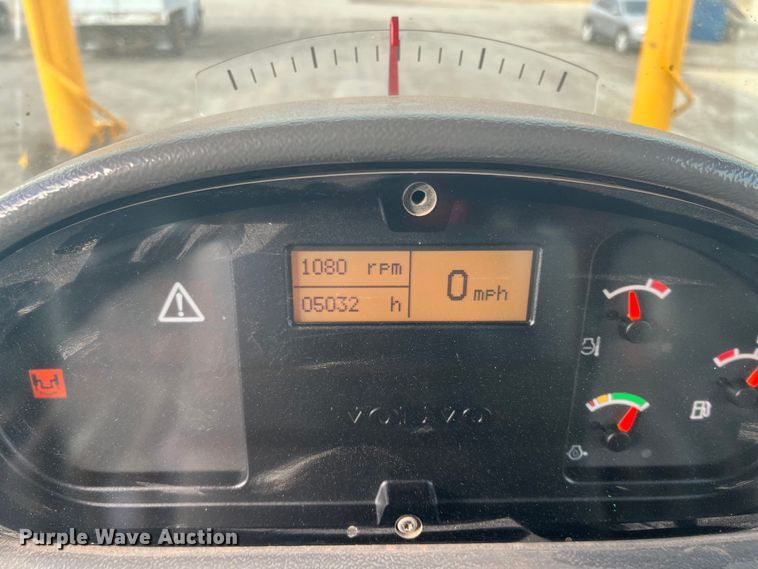 1080 rpm
05032 h
0 mph
VOLVO
Purple Wave Auction